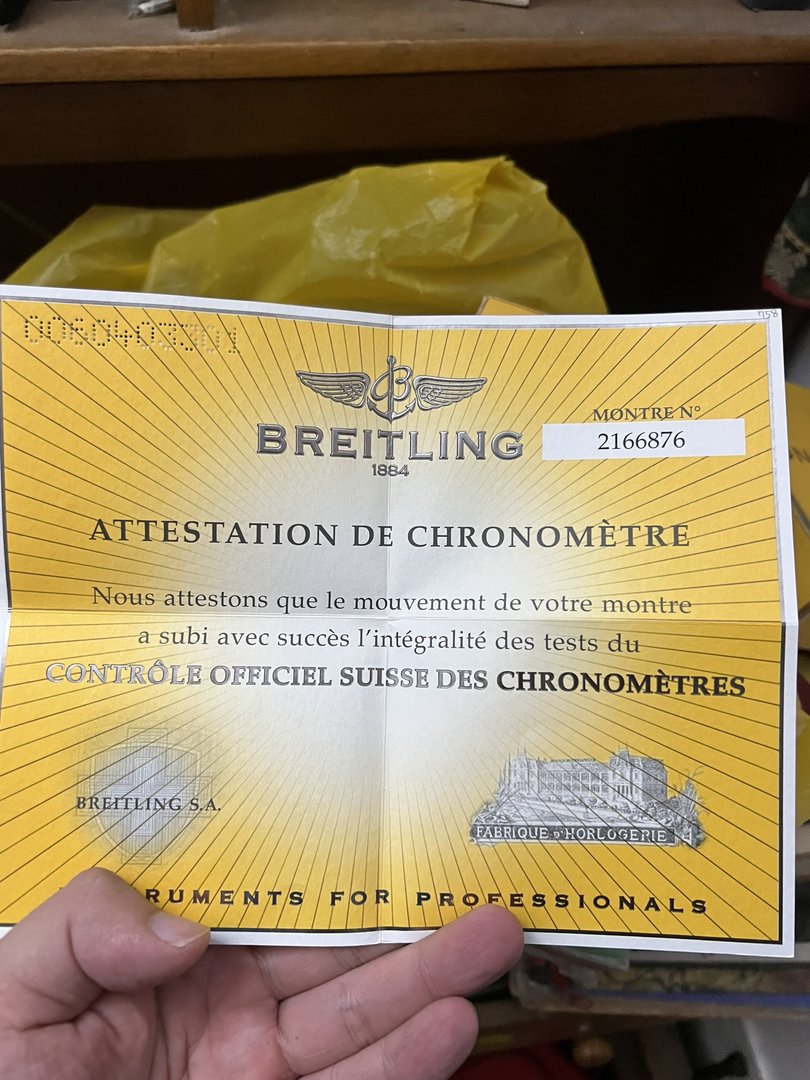 758
BREITLING
1884
MONTRE N°
2166876
ATTESTATION DE CHRONOMÈTRE
Nous attestons que le mouvement de votre montre
a subi avec succès l'intégralité des tests du
CONTRÔLE OFFICIEL SUISSE DES CHRONOMÈTRES
BREITLING S.A.
FABRIQUE D'HORLOGERIE
RUMENTS FOR PROFESSIONALS